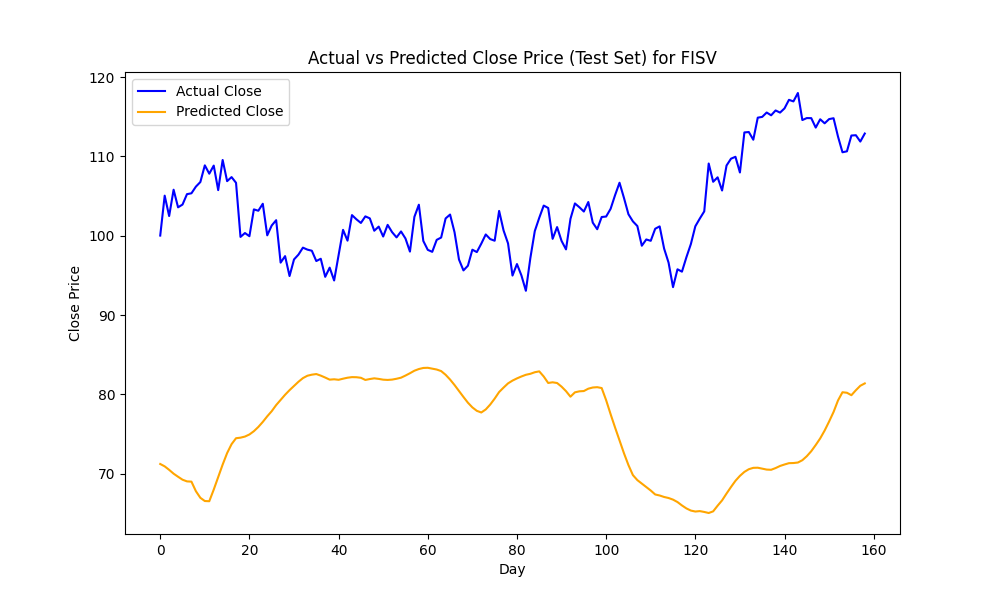 Actual vs Predicted Close Price (Test Set) for FISV
Actual Close
Predicted Close
Close Price
120
110
100
90
80
70
0 20 40 60 80 100 120 140 160
Day